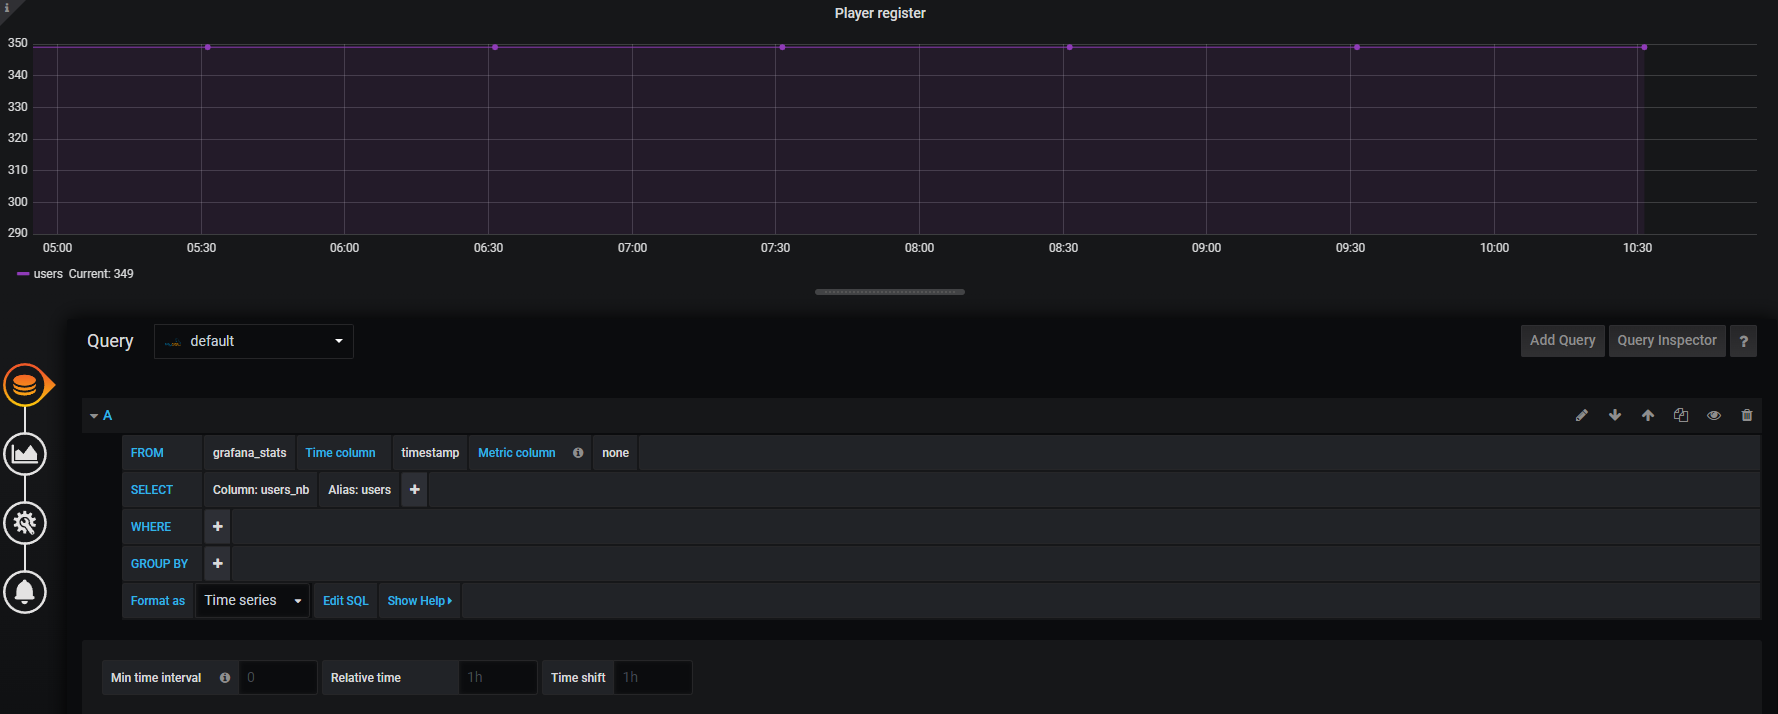 Player register
350
340
330
320
310
300
290
05:00 05:30 06:00 06:30 07:00 07:30 08:00 08:30 09:00 09:30 10:00 10:30
users Current: 349
Query default Add Query Query Inspector ?
A
FROM grafana_stats Time column timestamp Metric column none
SELECT Column: users_nb Alias: users +
WHERE +
GROUP BY +
Format as Time series Edit SQL Show Help
Min time interval 0 Relative time 1h Time shift 1h